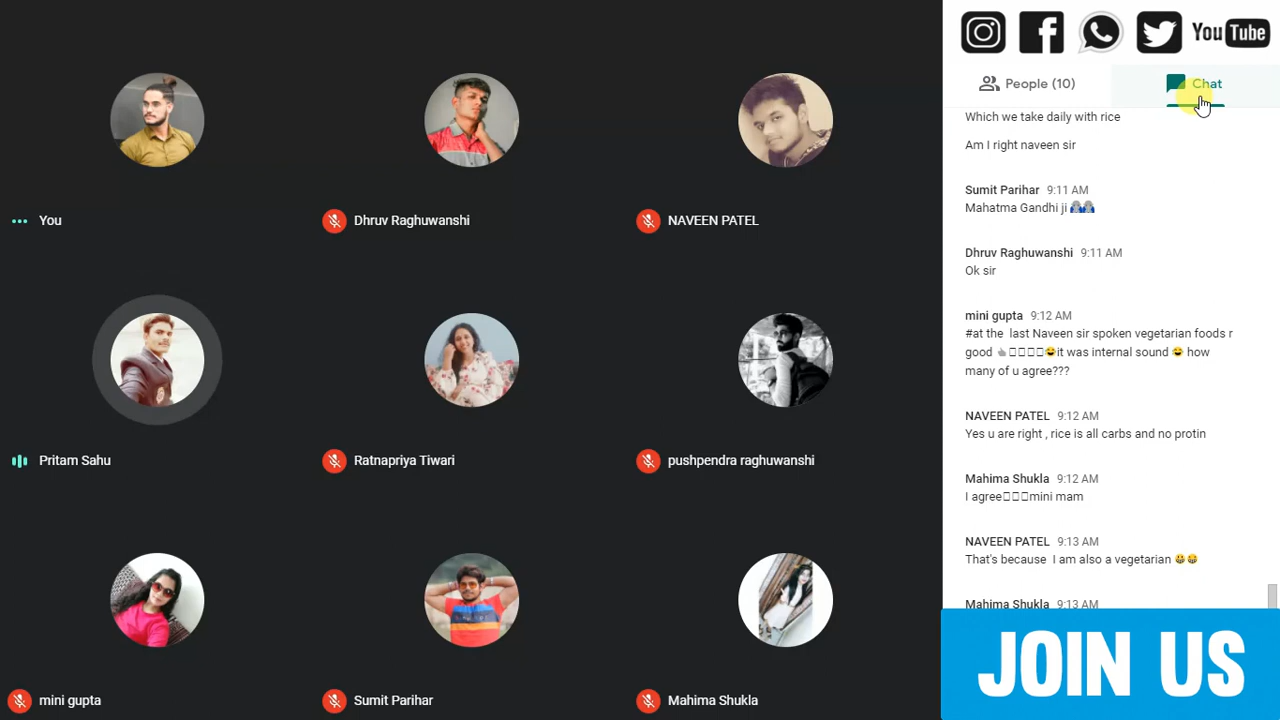 You
Dhruv Raghuwanshi
NAVEEN PATEL
Pritam Sahu
Ratnapriya Tiwari
pushpendra raghuwanshi
mini gupta
Sumit Parihar
Mahima Shukla
You Tube
People (10)
Chat
Which we take daily with rice
Am I right naveen sir
Sumit Parihar 9:11 AM
Mahatma Gandhi ji
Dhruv Raghuwanshi 9:11 AM
Ok sir
mini gupta 9:12 AM
#at the last Naveen sir spoken vegetarian foods r
good 👆🏻😂it was internal sound 😂 how
many of u agree???
NAVEEN PATEL 9:12 AM
Yes u are right , rice is all carbs and no protin
Mahima Shukla 9:12 AM
I agree mini mam
NAVEEN PATEL 9:13 AM
That's because I am also a vegetarian 😃😁
Mahima Shukla 9:13 AM
JOIN US